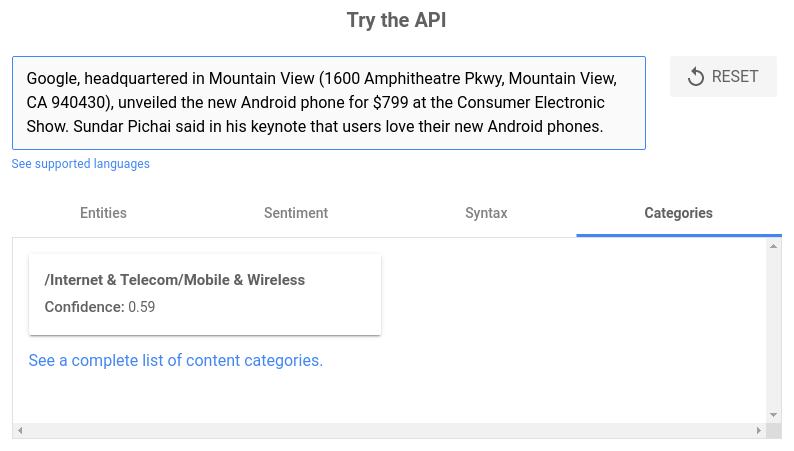 Try the API
Google, headquartered in Mountain View (1600 Amphitheatre Pkwy, Mountain View,
CA 940430), unveiled the new Android phone for $799 at the Consumer Electronic
Show. Sundar Pichai said in his keynote that users love their new Android phones.
RESET
See supported languages
Entities
Sentiment
Syntax
Categories
/Internet & Telecom/Mobile & Wireless
Confidence: 0.59
See a complete list of content categories.